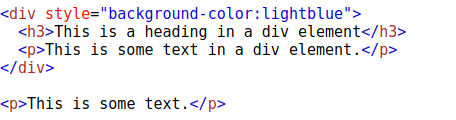 <div style="background-color:lightblue">
  <h3>This is a heading in a div element</h3>
  <p>This is some text in a div element.</p>
</div>

<p>This is some text.</p>